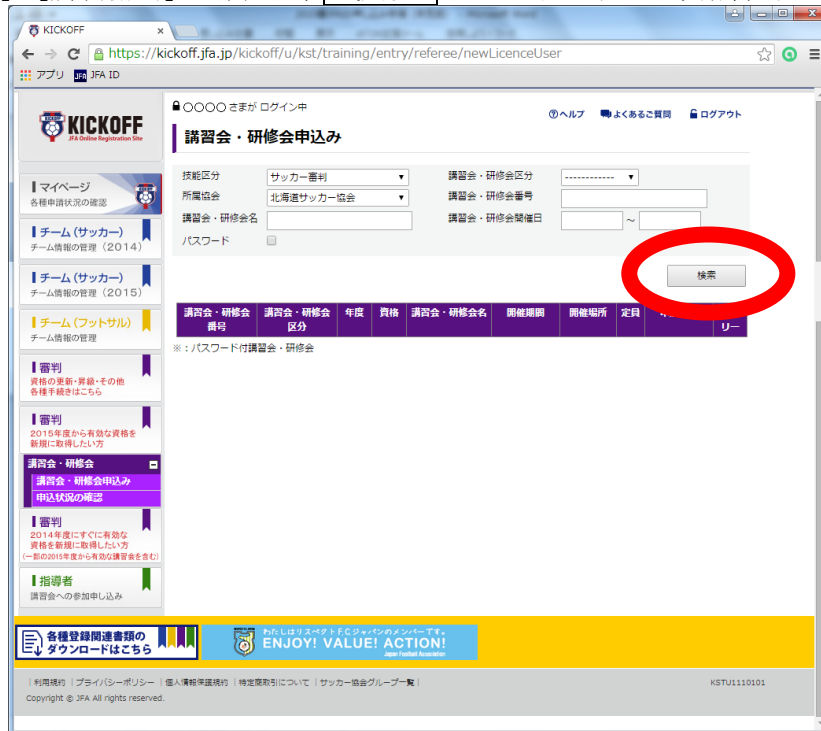 KICKOFF
https://kickoff.jfa.jp/kickoff/u/kst/training/entry/referee/newLicenceUser
アプリ JFA JFA ID
KICKOFF
JFA Online Registration Site
〇〇〇〇 さまが ログイン中
ヘルプ よくあるご質問 ログアウト
講習会・研修会申込み
技能区分 サッカー審判 講習会・研修会区分 ------------
所属協会 北海道サッカー協会 講習会・研修会番号
講習会・研修会名 講習会・研修会開催日 ～
パスワード
検索
講習会・研修会番号 講習会・研修会区分 年度 資格 講習会・研修会名 開催期間 開催場所 定員 リー
※：パスワード付講習会・研修会
マイページ
各種申請状況の確認
チーム (サッカー)
チーム情報の管理（2014）
チーム (サッカー)
チーム情報の管理（2015）
チーム (フットサル)
チーム情報の管理
審判
資格の更新・昇級・その他
各種手続きはこちら
審判
2015年度から有効な資格を
新規に取得したい方
講習会・研修会
講習会・研修会申込み
申込状況の確認
審判
2014年度にすぐに有効な
資格を新規に取得したい方
(一部の2015年度から有効な講習会を含む)
指導者
講習会への参加申し込み
各種登録関連書類の
ダウンロードはこちら
わたしはリスペクトF.C.ジャパンのメンバーです。
ENJOY! VALUE! ACTION!
Japan Football Association
| 利用規約 | プライバシーポリシー | 個人情報保護規約 | 特定商取引について | サッカー協会グループ一覧 |
KSTU1110101
Copyright © JFA All rights reserved.